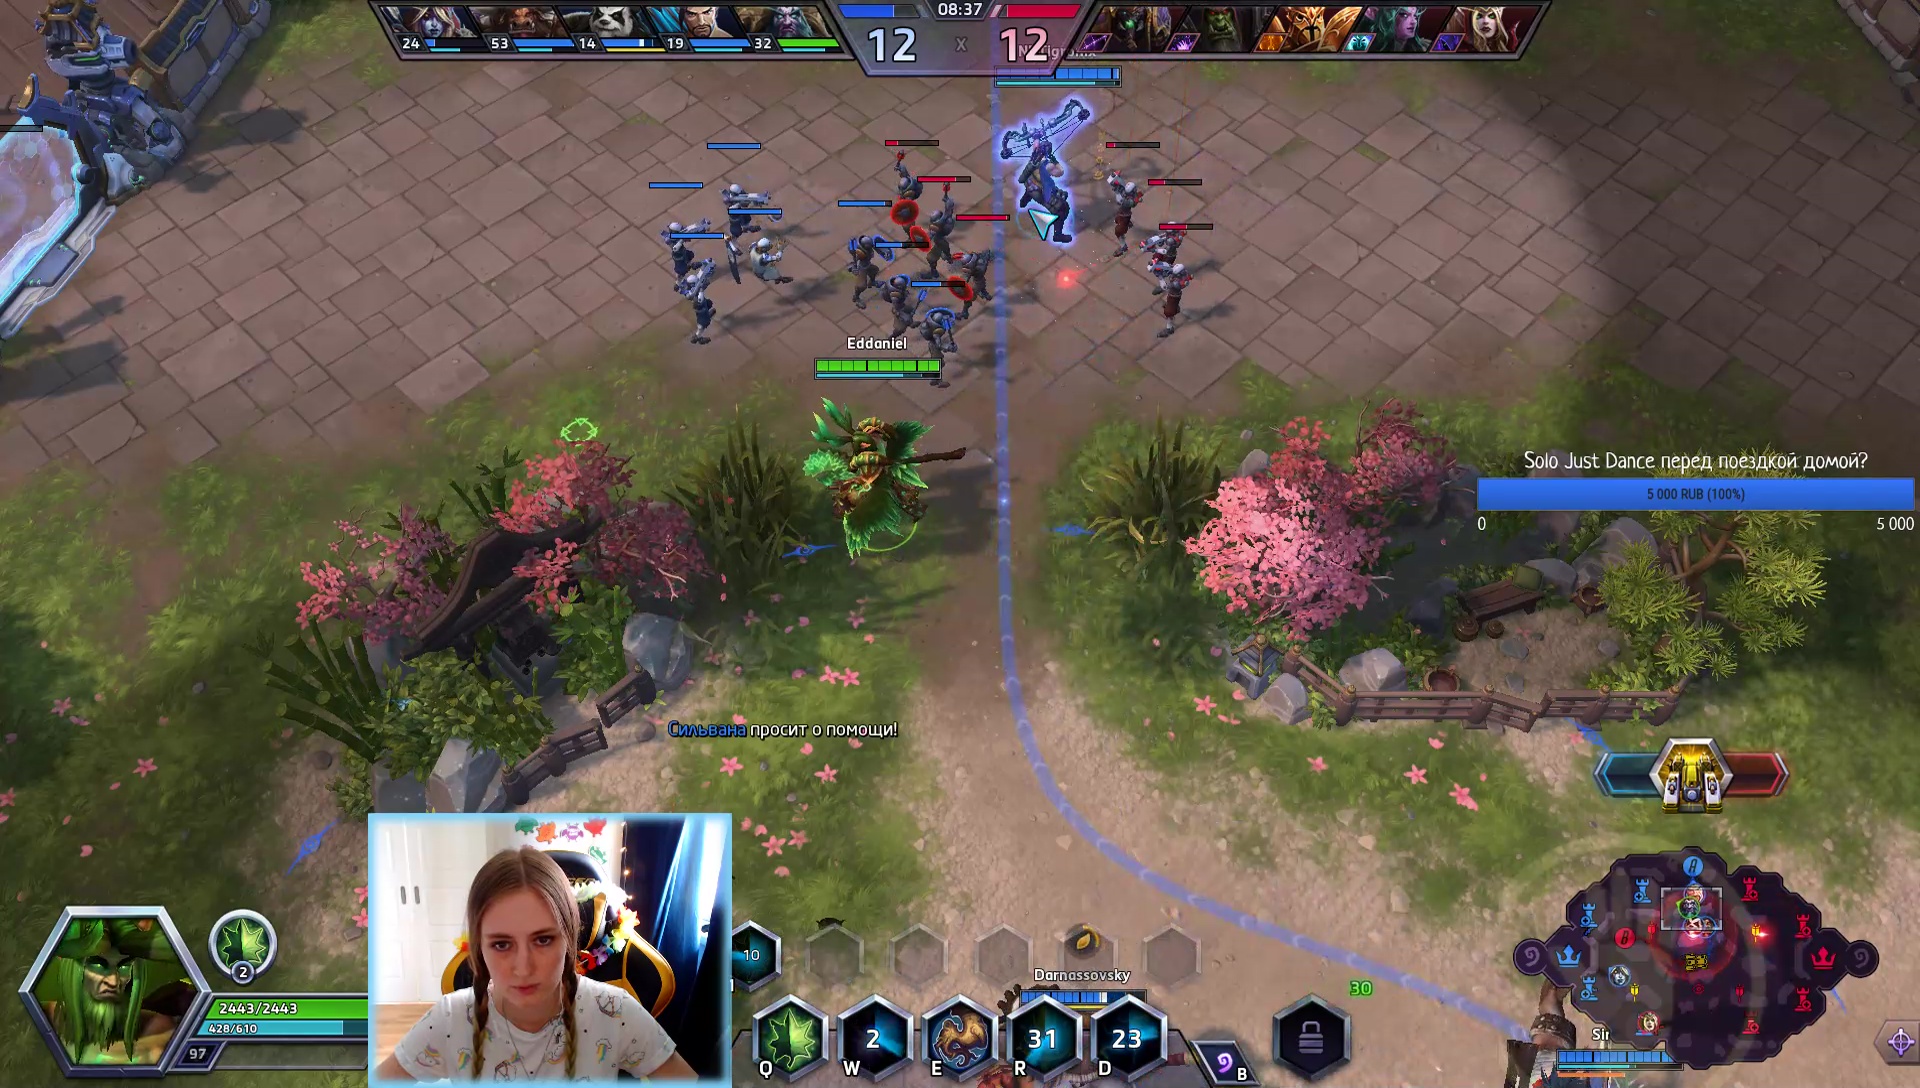 08:37
24
53
14
19
32
12
X
12
Eddaniel
Solo Just Dance перед поездкой домой?
5 000 RUB (100%)
0
5 000
Сильвана просит о помощи!
10
2
Darnassovsky
30
2443/2443
428/610
97
2
31
23
Q
W
E
R
D
B
Sir